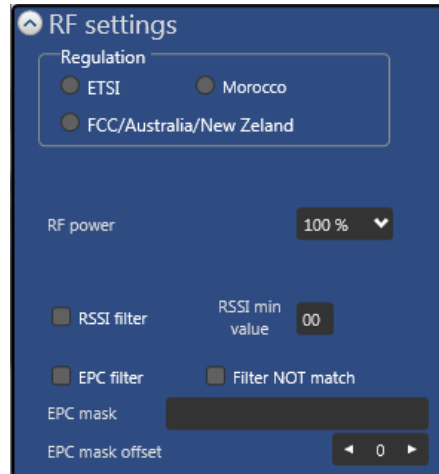 RF settings
Regulation
ETSI Morocco
FCC/Australia/New Zeland
RF power 100 %
RSSI filter RSSI min value 00
EPC filter Filter NOT match
EPC mask
EPC mask offset 0